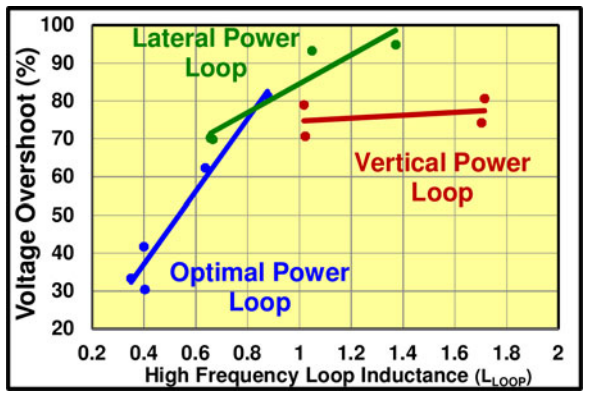 100
90
80
70
60
50
40
30
20
Voltage Overshoot (%)
Lateral Power
Loop
Vertical Power
Loop
Optimal Power
Loop
0.2 0.4 0.6 0.8 1 1.2 1.4 1.6 1.8 2
High Frequency Loop Inductance (LLOOP)